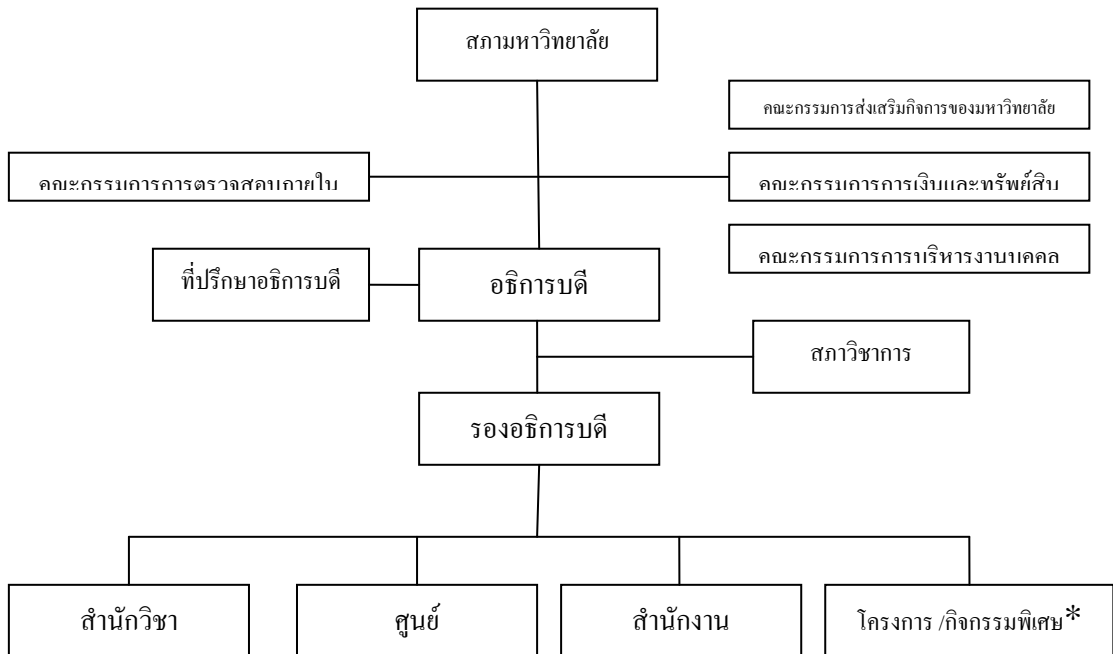 สภามหาวิทยาลัย
คณะกรรมการส่งเสริมกิจการของมหาวิทยาลัย
คณะกรรมการการตรวจสอบภายใน
คณะกรรมการการเงินและทรัพย์สิน
คณะกรรมการการบริหารงานบุคคล
ที่ปรึกษาอธิการบดี
อธิการบดี
สภาวิชาการ
รองอธิการบดี
สำนักวิชา
ศูนย์
สำนักงาน
โครงการ /กิจกรรมพิเศษ*